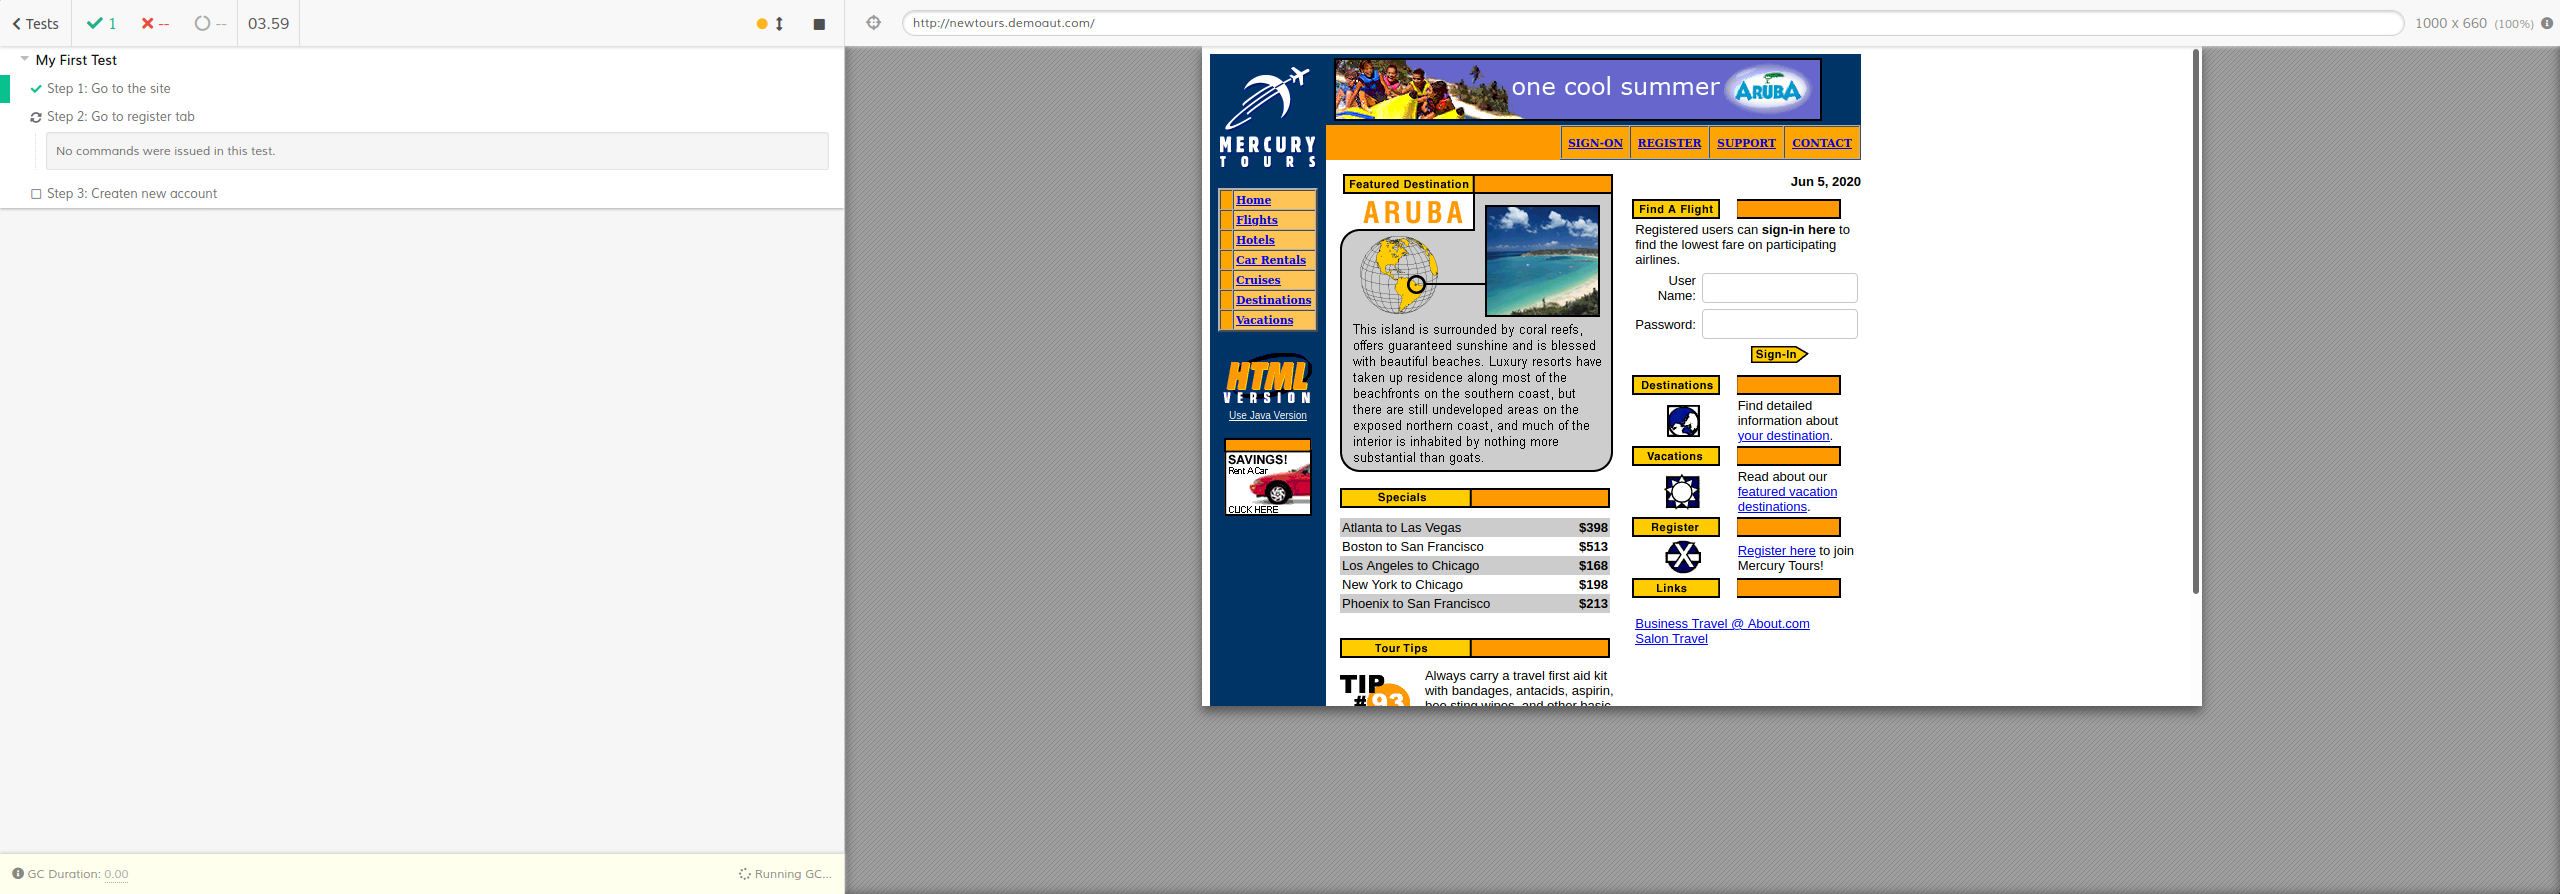 Tests
1
--
--
03.59
http://newtours.demoaut.com/
1000 x 660 (100%)
My First Test
Step 1: Go to the site
Step 2: Go to register tab
No commands were issued in this test.
Step 3: Createn new account
GC Duration: 0.00
Running GC...
one cool summer
ARUBA
MERCURY
TOURS
SIGN-ON
REGISTER
SUPPORT
CONTACT
Home
Flights
Hotels
Car Rentals
Cruises
Destinations
Vacations
HTML
VERSION
Use Java Version
SAVINGS!
Rent A Car
CLICK HERE
Featured Destination
ARUBA
This island is surrounded by coral reefs,
offers guaranteed sunshine and is blessed
with beautiful beaches. Luxury resorts have
taken up residence along most of the
beachfronts on the southern coast, but
there are still undeveloped areas on the
exposed northern coast, and much of the
interior is inhabited by nothing more
substantial than goats.
Specials
Atlanta to Las Vegas $398
Boston to San Francisco $513
Los Angeles to Chicago $168
New York to Chicago $198
Phoenix to San Francisco $213
Tour Tips
TIP
#93
Always carry a travel first aid kit
with bandages, antacids, aspirin,
bee sting wipes, and other basic
Jun 5, 2020
Find A Flight
Registered users can sign-in here to
find the lowest fare on participating
airlines.
User
Name:
Password:
Sign-In
Destinations
Find detailed
information about
your destination.
Vacations
Read about our
featured vacation
destinations.
Register
Register here to join
Mercury Tours!
Links
Business Travel @ About.com
Salon Travel